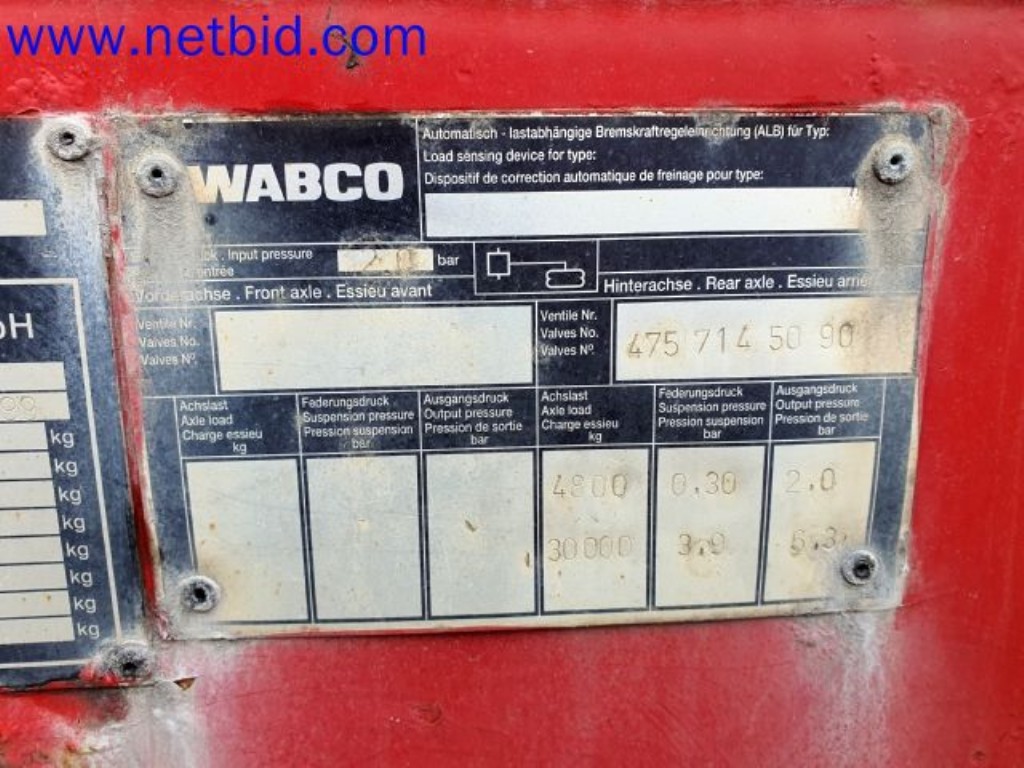 www.netbid.com
WABCO
Automatisch - lastabhängige Bremskraftregeleinrichtung (ALB) für Typ:
Load sensing device for type:
Dispositif de correction automatique de freinage pour type:
Input pressure bar
entrée
Vorderachse . Front axle . Essieu avant
Hinterachse . Rear axle . Essieu arrière
Ventile Nr.
Valves No.
Valves Nº.
Ventile Nr.
Valves No.
Valves Nº.
475 714 50 90
Achslast
Axle load
Charge essieu
kg
Federungsdruck
Suspension pressure
Pression suspension
bar
Ausgangsdruck
Output pressure
Pression de sortie
bar
Achslast
Axle load
Charge essieu
kg
Federungsdruck
Suspension pressure
Pression suspension
bar
Ausgangsdruck
Output pressure
Pression de sortie
bar
4800 0.30 2.0
30000 3.9
bH
kg
kg
kg
kg
kg
kg
kg
kg